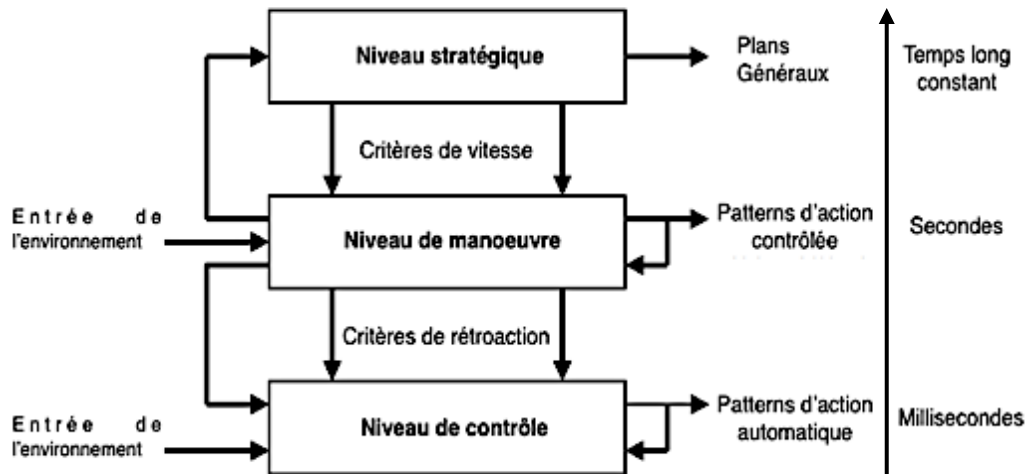 Niveau stratégique
Plans
Généraux
Temps long
constant
Critères de vitesse
Entrée de
l'environnement
Niveau de manoeuvre
Patterns d'action
contrôlée
Secondes
Critères de rétroaction
Entrée de
l'environnement
Niveau de contrôle
Patterns d'action
automatique
Millisecondes